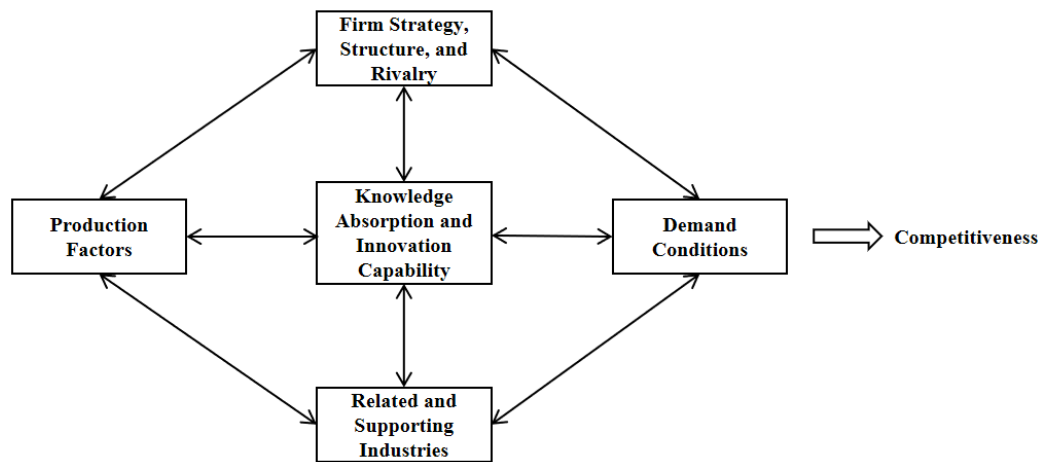 Firm Strategy,
Structure, and
Rivalry
Production
Factors
Knowledge
Absorption and
Innovation
Capability
Demand
Conditions
Competitiveness
Related and
Supporting
Industries